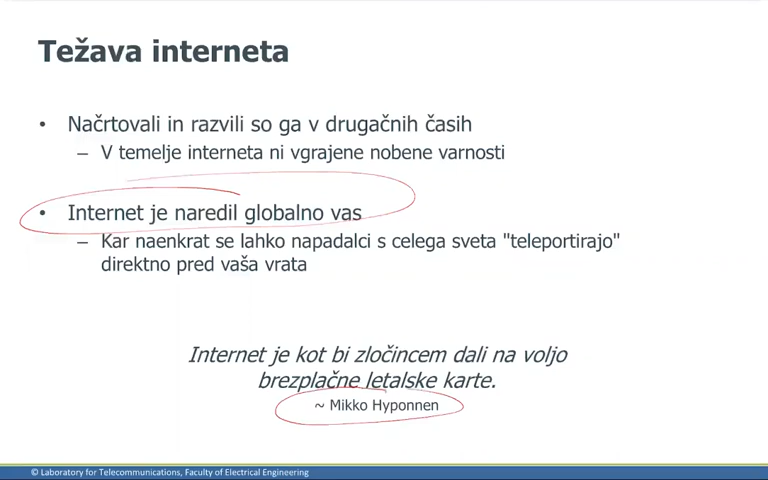 Težava interneta
• Načrtovali in razvili so ga v drugačnih časih
– V temelje interneta ni vgrajene nobene varnosti
• Internet je naredil globalno vas
– Kar naenkrat se lahko napadalci s celega sveta "teleportirajo"
direktno pred vaša vrata
Internet je kot bi zločincem dali na voljo
brezplačne letalske karte.
~ Mikko Hyponnen
© Laboratory for Telecommunications, Faculty of Electrical Engineering